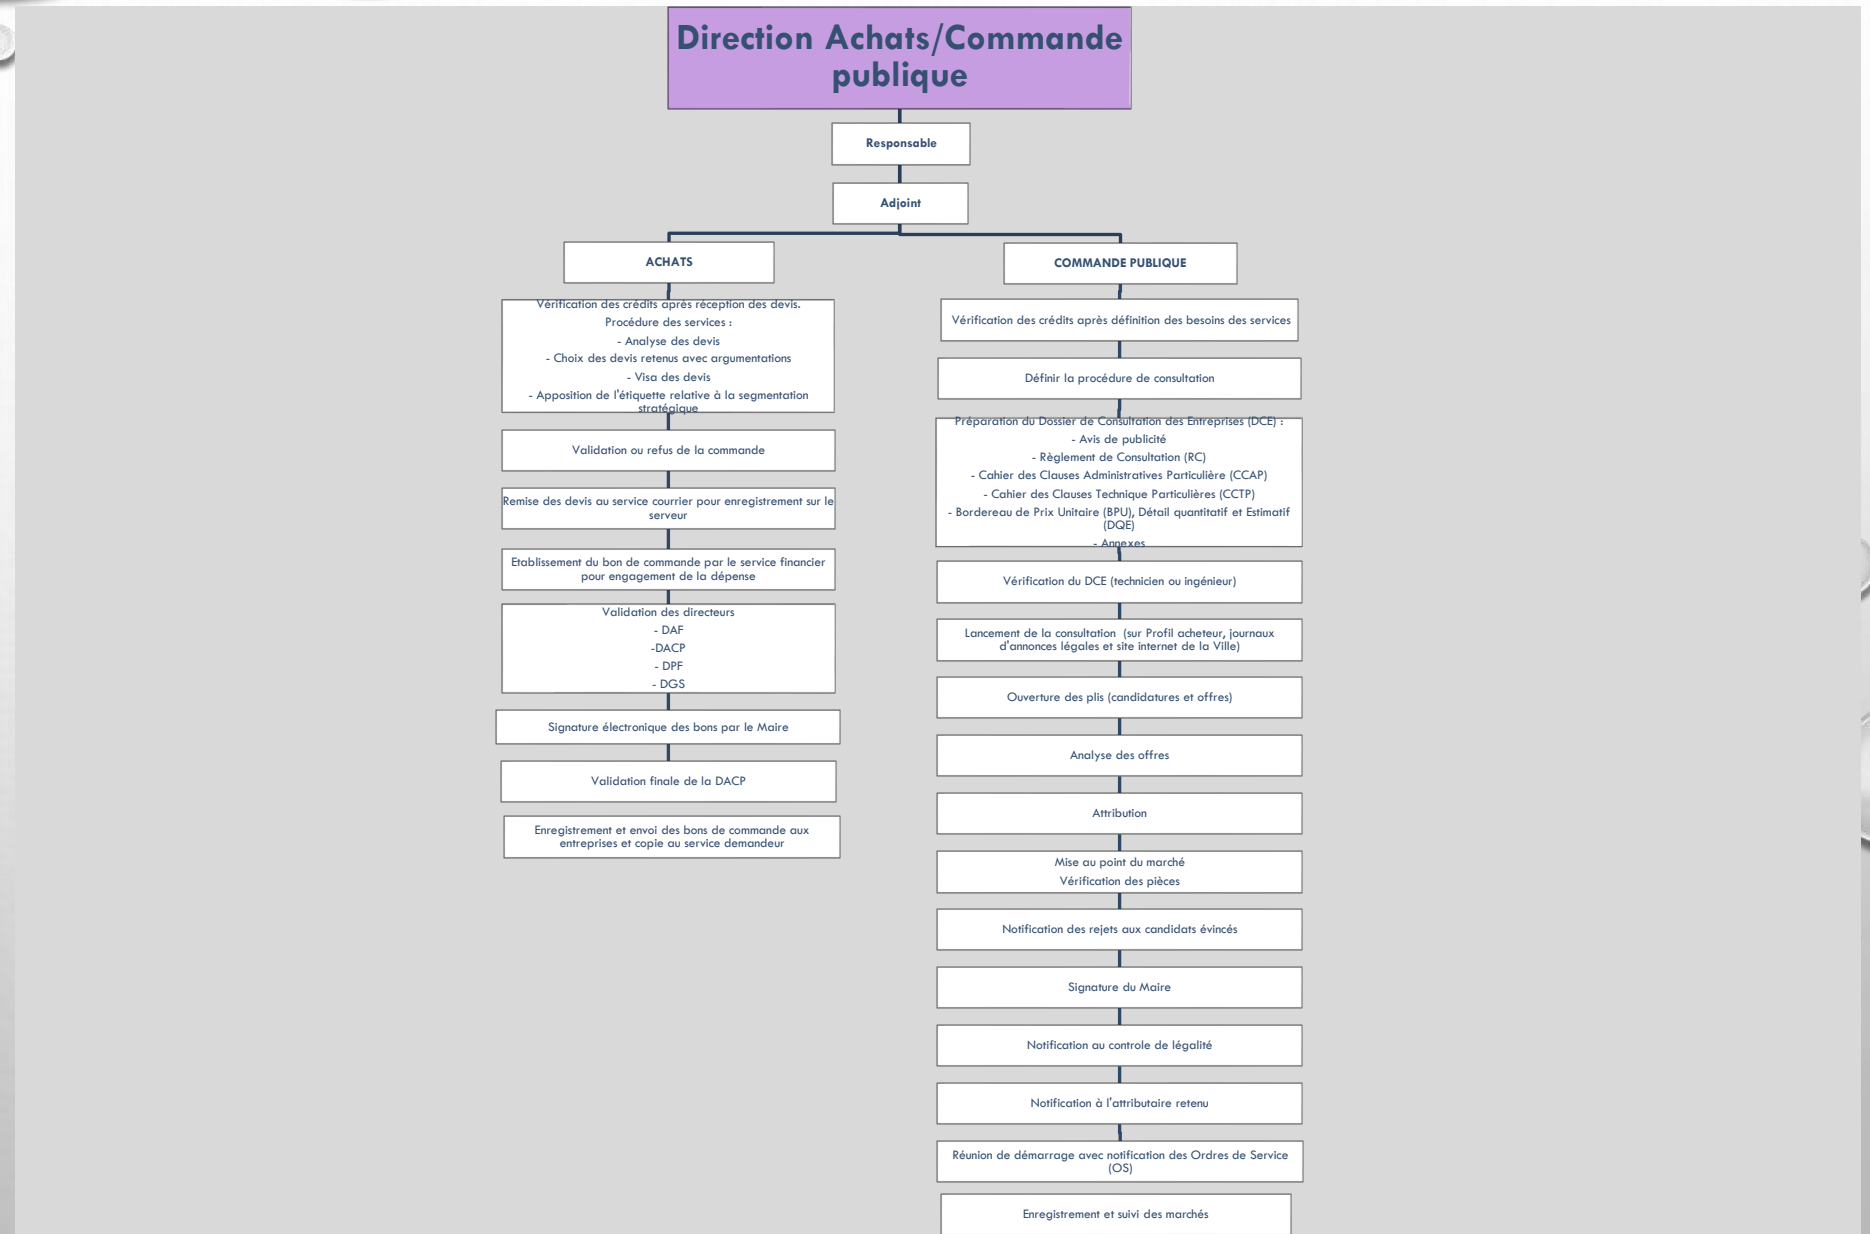 Direction Achats/Commande
publique
Responsable
Adjoint
ACHATS
Vérification des crédits après réception des devis.
Procédure des services :
- Analyse des devis
- Choix des devis retenus avec argumentations
- Visa des devis
- Apposition de l'étiquette relative à la segmentation
stratégique
Validation ou refus de la commande
Remise des devis au service courrier pour enregistrement sur le
serveur
Etablissement du bon de commande par le service financier
pour engagement de la dépense
Validation des directeurs
- DAF
-DACP
- DPF
- DGS
Signature électronique des bons par le Maire
Validation finale de la DACP
Enregistrement et envoi des bons de commande aux
entreprises et copie au service demandeur
COMMANDE PUBLIQUE
Vérification des crédits après définition des besoins des services
Définir la procédure de consultation
Préparation du Dossier de Consultation des Entreprises (DCE) :
- Avis de publicité
- Règlement de Consultation (RC)
- Cahier des Clauses Administratives Particulière (CCAP)
- Cahier des Clauses Technique Particulières (CCTP)
- Bordereau de Prix Unitaire (BPU), Détail quantitatif et Estimatif
(DQE)
- Annexes
Vérification du DCE (technicien ou ingénieur)
Lancement de la consultation  (sur Profil acheteur, journaux
d'annonces légales et site internet de la Ville)
Ouverture des plis (candidatures et offres)
Analyse des offres
Attribution
Mise au point du marché
Vérification des pièces
Notification des rejets aux candidats évincés
Signature du Maire
Notification au controle de légalité
Notification à l'attributaire retenu
Réunion de démarrage avec notification des Ordres de Service
(OS)
Enregistrement et suivi des marchés